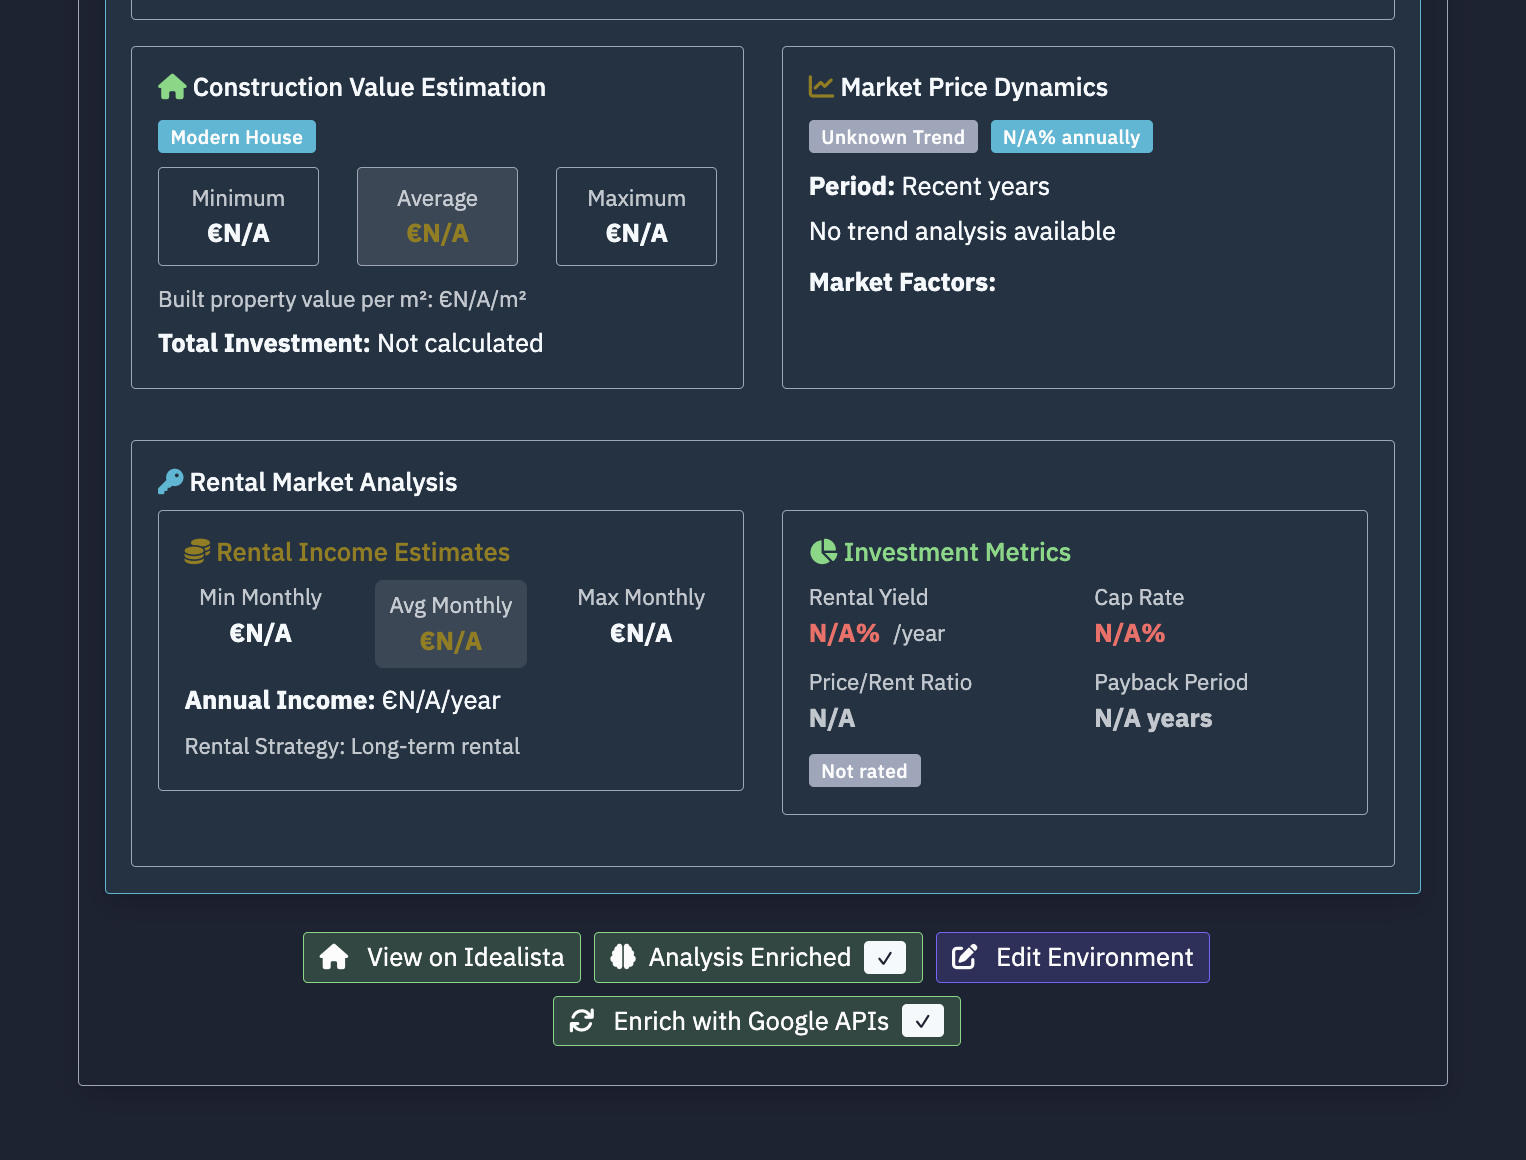 Construction Value Estimation
Modern House
Minimum
€N/A
Average
€N/A
Maximum
€N/A
Built property value per m²: €N/A/m²
Total Investment: Not calculated
Market Price Dynamics
Unknown Trend
N/A% annually
Period: Recent years
No trend analysis available
Market Factors:
Rental Market Analysis
Rental Income Estimates
Min Monthly
€N/A
Avg Monthly
€N/A
Max Monthly
€N/A
Annual Income: €N/A/year
Rental Strategy: Long-term rental
Investment Metrics
Rental Yield
N/A% /year
Cap Rate
N/A%
Price/Rent Ratio
N/A
Payback Period
N/A years
Not rated
View on Idealista
Analysis Enriched ✓
Edit Environment
Enrich with Google APIs ✓